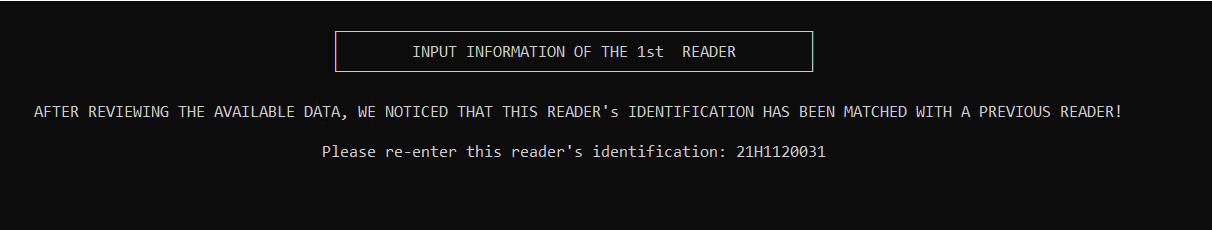 INPUT INFORMATION OF THE 1st  READER
AFTER REVIEWING THE AVAILABLE DATA, WE NOTICED THAT THIS READER's IDENTIFICATION HAS BEEN MATCHED WITH A PREVIOUS READER!
Please re-enter this reader's identification: 21H1120031